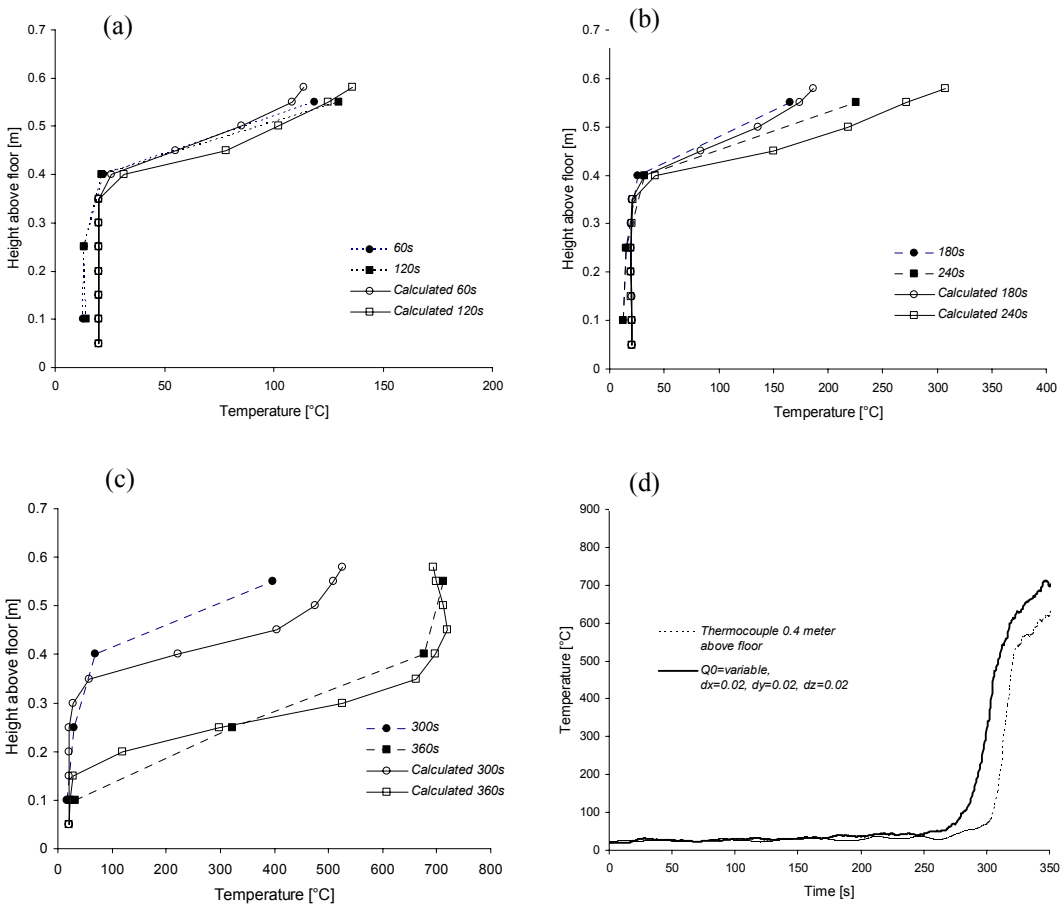 (a)
0.7
0.6
0.5
0.4
0.3
0.2
0.1
0
Height above floor [m]
60s
120s
Calculated 60s
Calculated 120s
0 50 100 150 200
Temperature [°C]
(b)
0.7
0.6
0.5
0.4
0.3
0.2
0.1
0
Height above floor [m]
180s
240s
Calculated 180s
Calculated 240s
0 50 100 150 200 250 300 350 400
Temperature [°C]
(c)
0.7
0.6
0.5
0.4
0.3
0.2
0.1
0
Height above floor [m]
300s
360s
Calculated 300s
Calculated 360s
0 100 200 300 400 500 600 700 800
Temperature [°C]
(d)
900
800
700
600
500
400
300
200
100
0
Temperature [°C]
Thermocouple 0.4 meter
above floor
Q0=variable,
dx=0.02, dy=0.02, dz=0.02
0 50 100 150 200 250 300 350
Time [s]